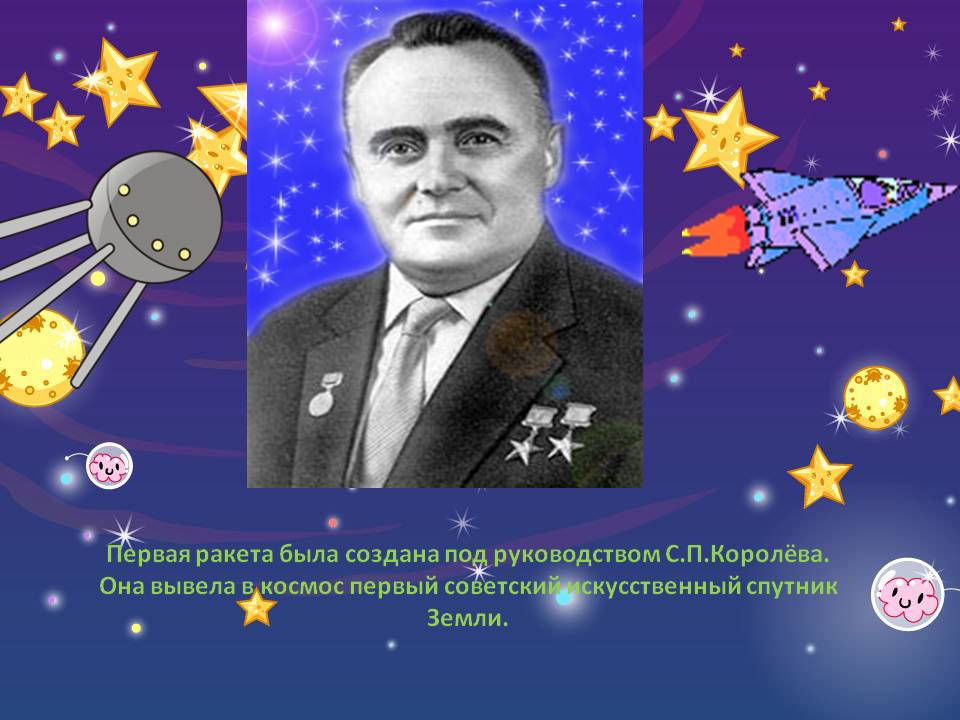 Первая ракета была создана под руководством С.П.Королёва.
Она вывела в космос первый советский искусственный спутник
Земли.